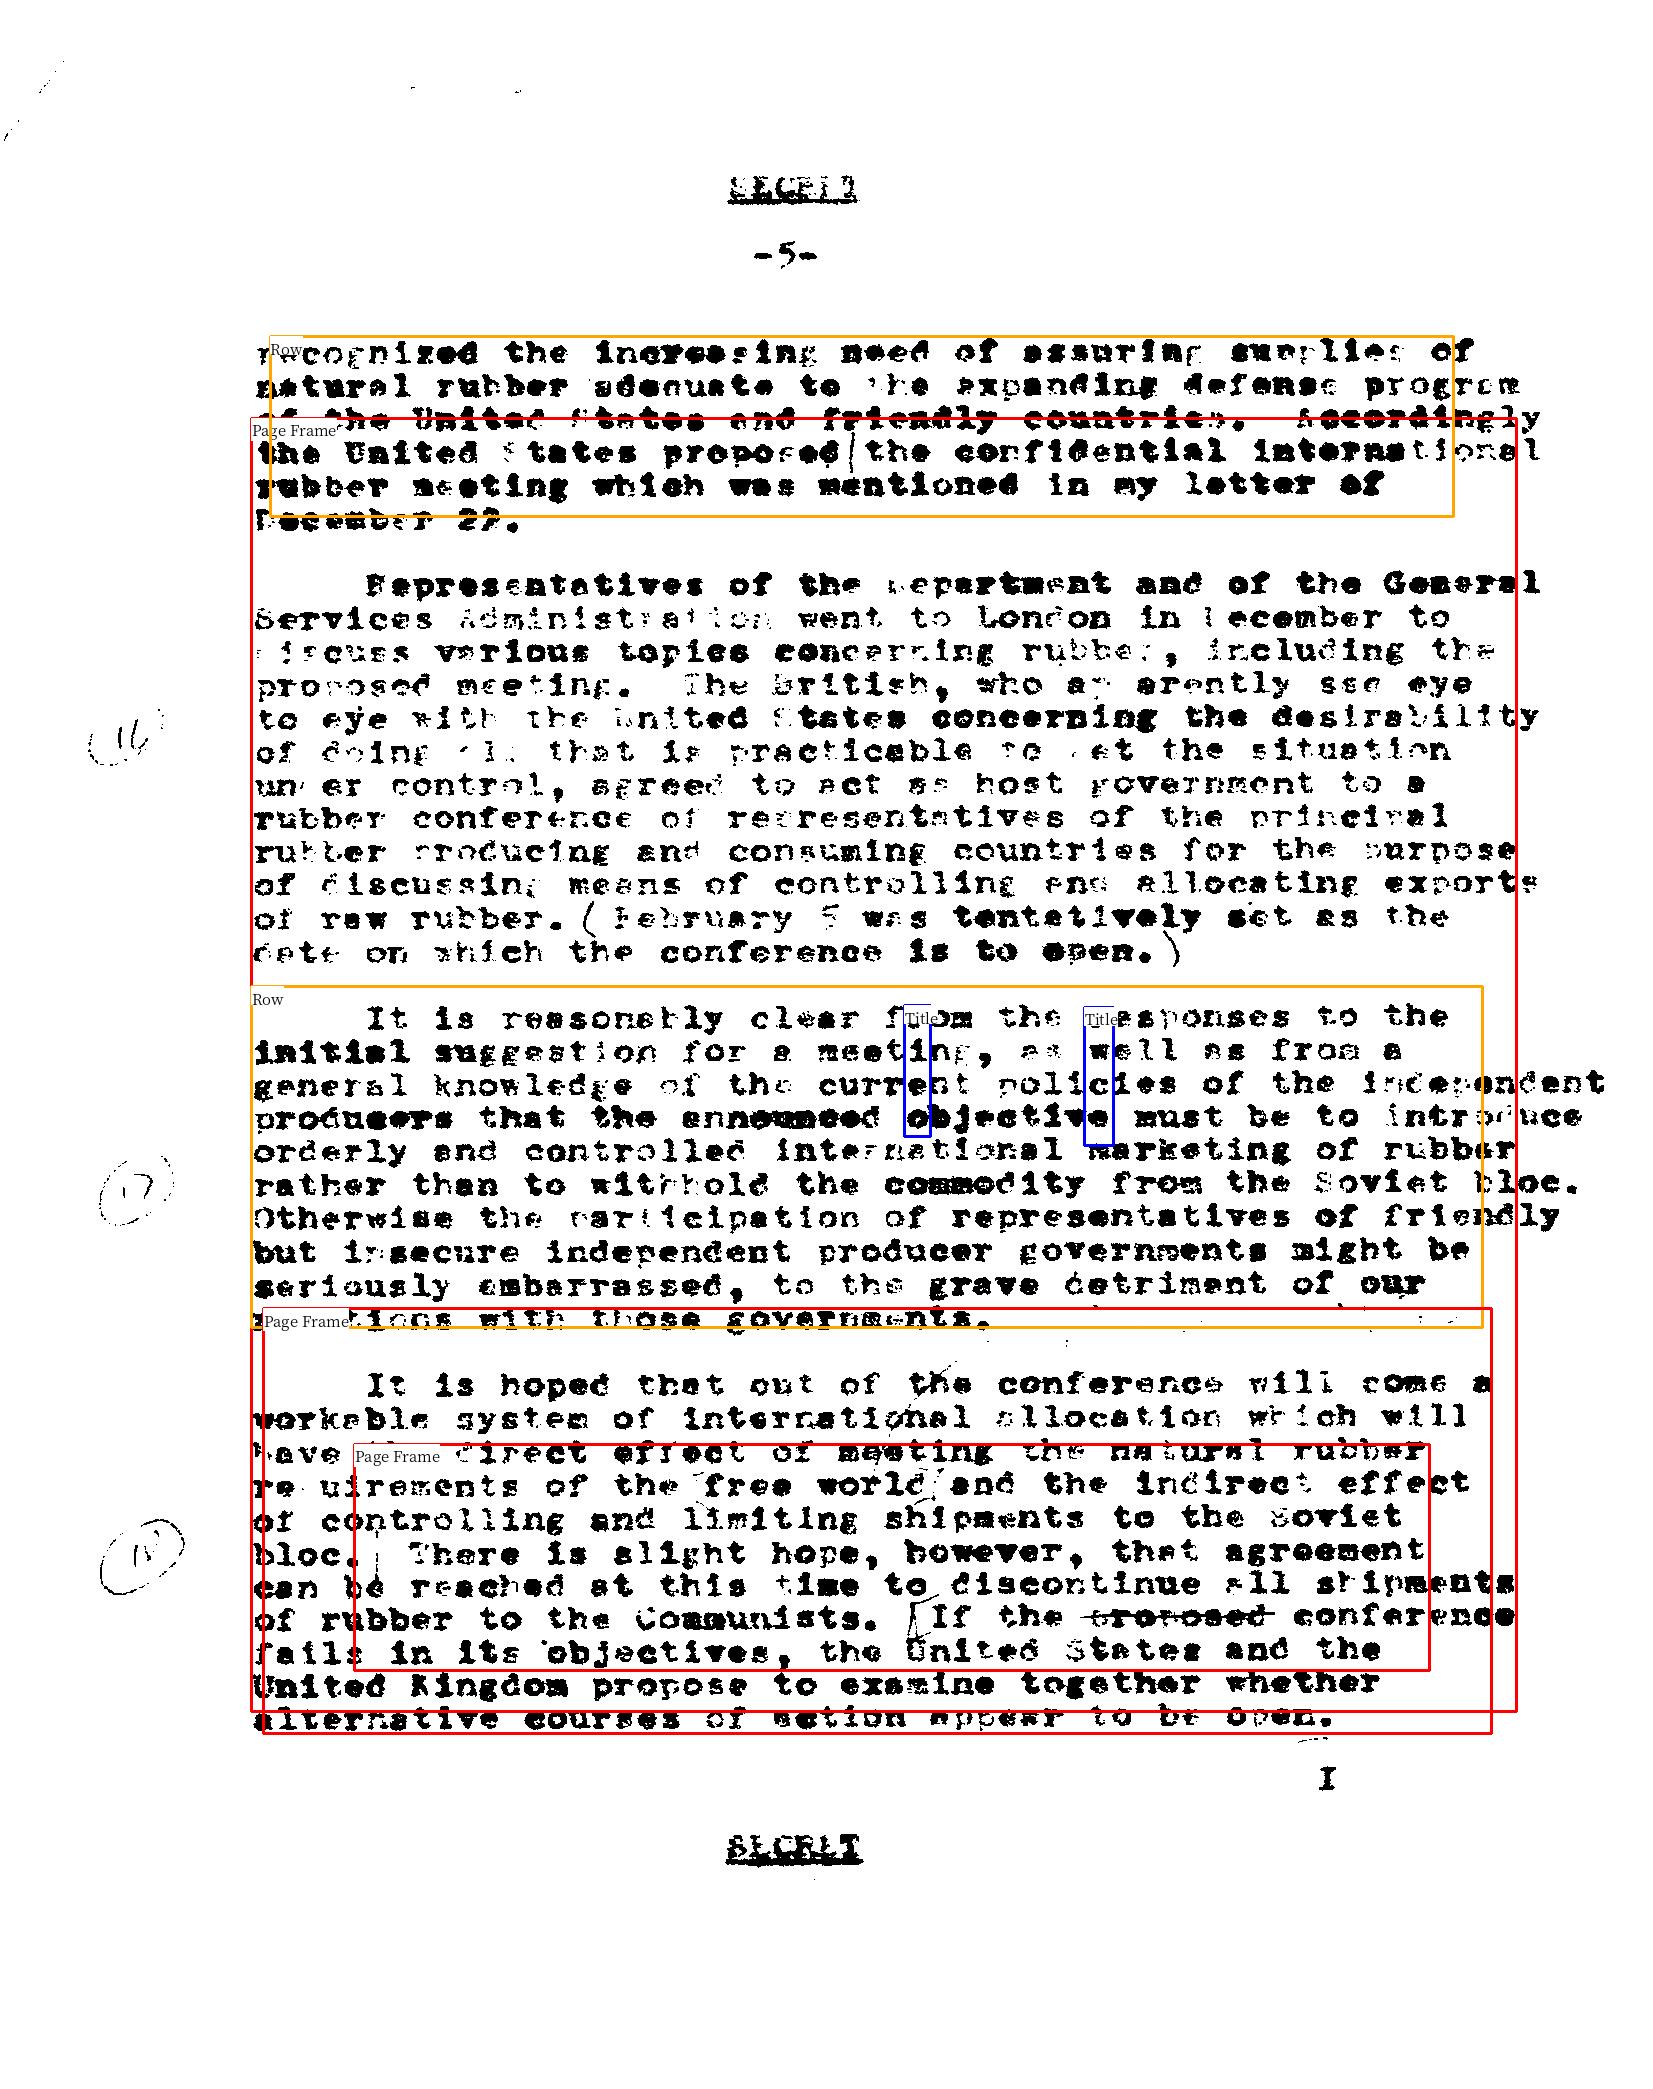 SECRET
-5-
recognized the increasing need of assuring supplies of
natural rubber adequate to the expanding defense program
of the United States and friendly countries. Accordingly
the United States proposed the confidential international
rubber meeting which was mentioned in my letter of
December 22.
Representatives of the Department and of the General
Services Administration went to London in December to
discuss various topics concerning rubber, including the
proposed meeting. The British, who apparently see eye
to eye with the United States concerning the desirability
of doing all that is practicable to get the situation
under control, agreed to act as host government to a
rubber conference of representatives of the principal
rubber producing and consuming countries for the purpose
of discussing means of controlling and allocating exports
of raw rubber. (February 5 was tentatively set as the
date on which the conference is to open.)
It is reasonably clear from the responses to the
initial suggestion for a meeting, as well as from a
general knowledge of the current policies of the independent
producers that the announced objective must be to introduce
orderly and controlled international marketing of rubber
rather than to withhold the commodity from the Soviet bloc.
Otherwise the participation of representatives of friendly
but insecure independent producer governments might be
seriously embarrassed, to the grave detriment of our
with those governments.
It is hoped that out of the conference will come a
workable system of international allocation which will
have the direct effect of meeting the natural rubber
requirements of the free world and the indirect effect
of controlling and limiting shipments to the Soviet
bloc. There is slight hope, however, that agreement
can be reached at this time to discontinue all shipments
of rubber to the Communists. [If the proposed conference
fails in its objectives, the United States and the
United Kingdom propose to examine together whether
alternative courses of action appear to be open.
I
SECRET
16
17
18
Row
Page Frame
Row
Title
Title
Page Frame
Page Frame